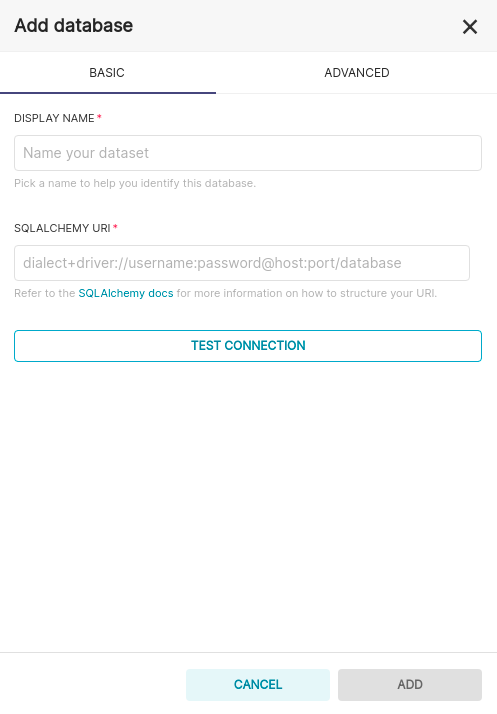 Add database
BASIC
ADVANCED
DISPLAY NAME *
Name your dataset
Pick a name to help you identify this database.
SQLALCHEMY URI *
dialect+driver://username:password@host:port/database
Refer to the SQLAlchemy docs for more information on how to structure your URI.
TEST CONNECTION
CANCEL
ADD